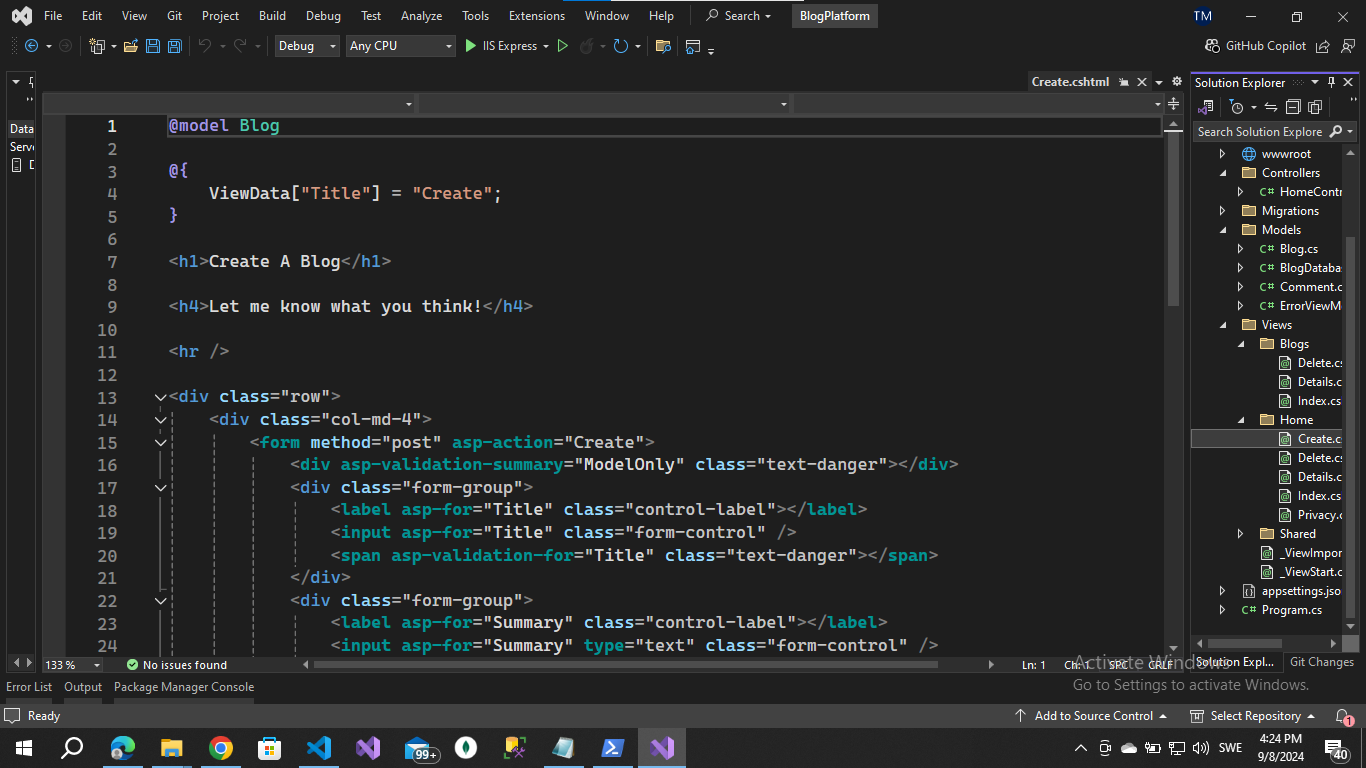 File Edit View Git Project Build Debug Test Analyze Tools Extensions Window Help Search BlogPlatform TM
Debug Any CPU IIS Express GitHub Copilot
Create.cshtml
Data
Serv
1 @model Blog
2
3 @{
4 ViewData["Title"] = "Create";
5 }
6
7 <h1>Create A Blog</h1>
8
9 <h4>Let me know what you think!</h4>
10
11 <hr />
12
13 <div class="row">
14 <div class="col-md-4">
15 <form method="post" asp-action="Create">
16 <div asp-validation-summary="ModelOnly" class="text-danger"></div>
17 <div class="form-group">
18 <label asp-for="Title" class="control-label"></label>
19 <input asp-for="Title" class="form-control" />
20 <span asp-validation-for="Title" class="text-danger"></span>
21 </div>
22 <div class="form-group">
23 <label asp-for="Summary" class="control-label"></label>
24 <input asp-for="Summary" type="text" class="form-control" />
133 % No issues found Ln: 1 Ch: 1 SPC CRLF
Solution Explorer
Search Solution Explore
wwwroot
Controllers
C# HomeContr
Migrations
Models
C# Blog.cs
C# BlogDataba
C# Comment.c
C# ErrorViewM
Views
Blogs
Delete.cs
Details.c
Index.cs
Home
Create.c
Delete.cs
Details.c
Index.cs
Privacy.c
Shared
_ViewImpor
_ViewStart.c
appsettings.jso
C# Program.cs
Solution Expl... Git Changes
Activate Windows
Go to Settings to activate Windows.
Error List Output Package Manager Console
Ready Add to Source Control Select Repository 1
99+ SWE 4:24 PM
9/8/2024 40